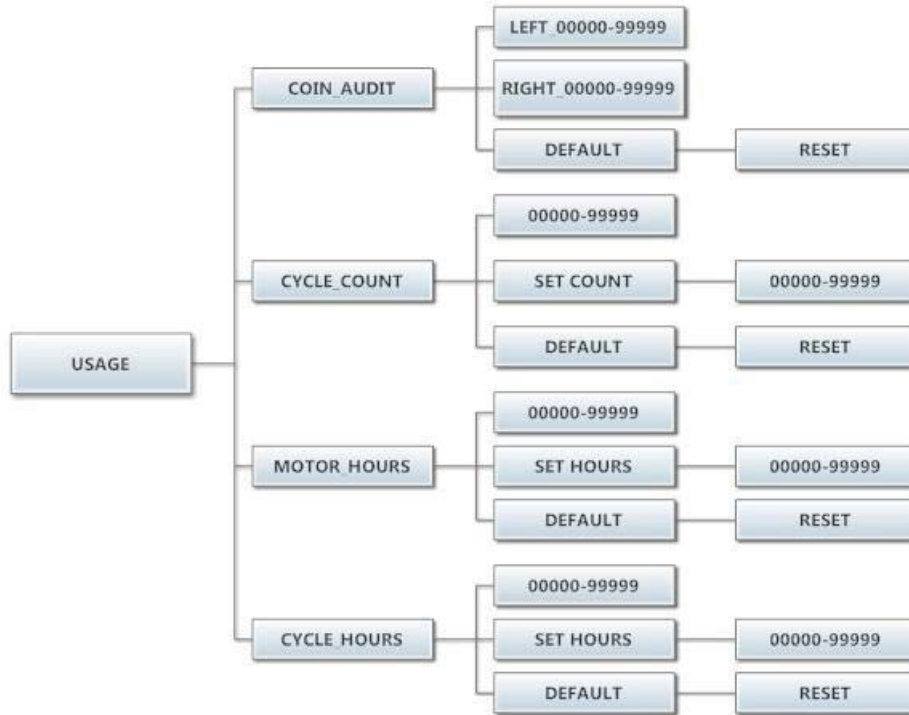 USAGE
COIN_AUDIT
LEFT_00000-99999
RIGHT_00000-99999
DEFAULT
RESET
CYCLE_COUNT
00000-99999
SET COUNT
00000-99999
DEFAULT
RESET
MOTOR_HOURS
00000-99999
SET HOURS
00000-99999
DEFAULT
RESET
CYCLE_HOURS
00000-99999
SET HOURS
00000-99999
DEFAULT
RESET